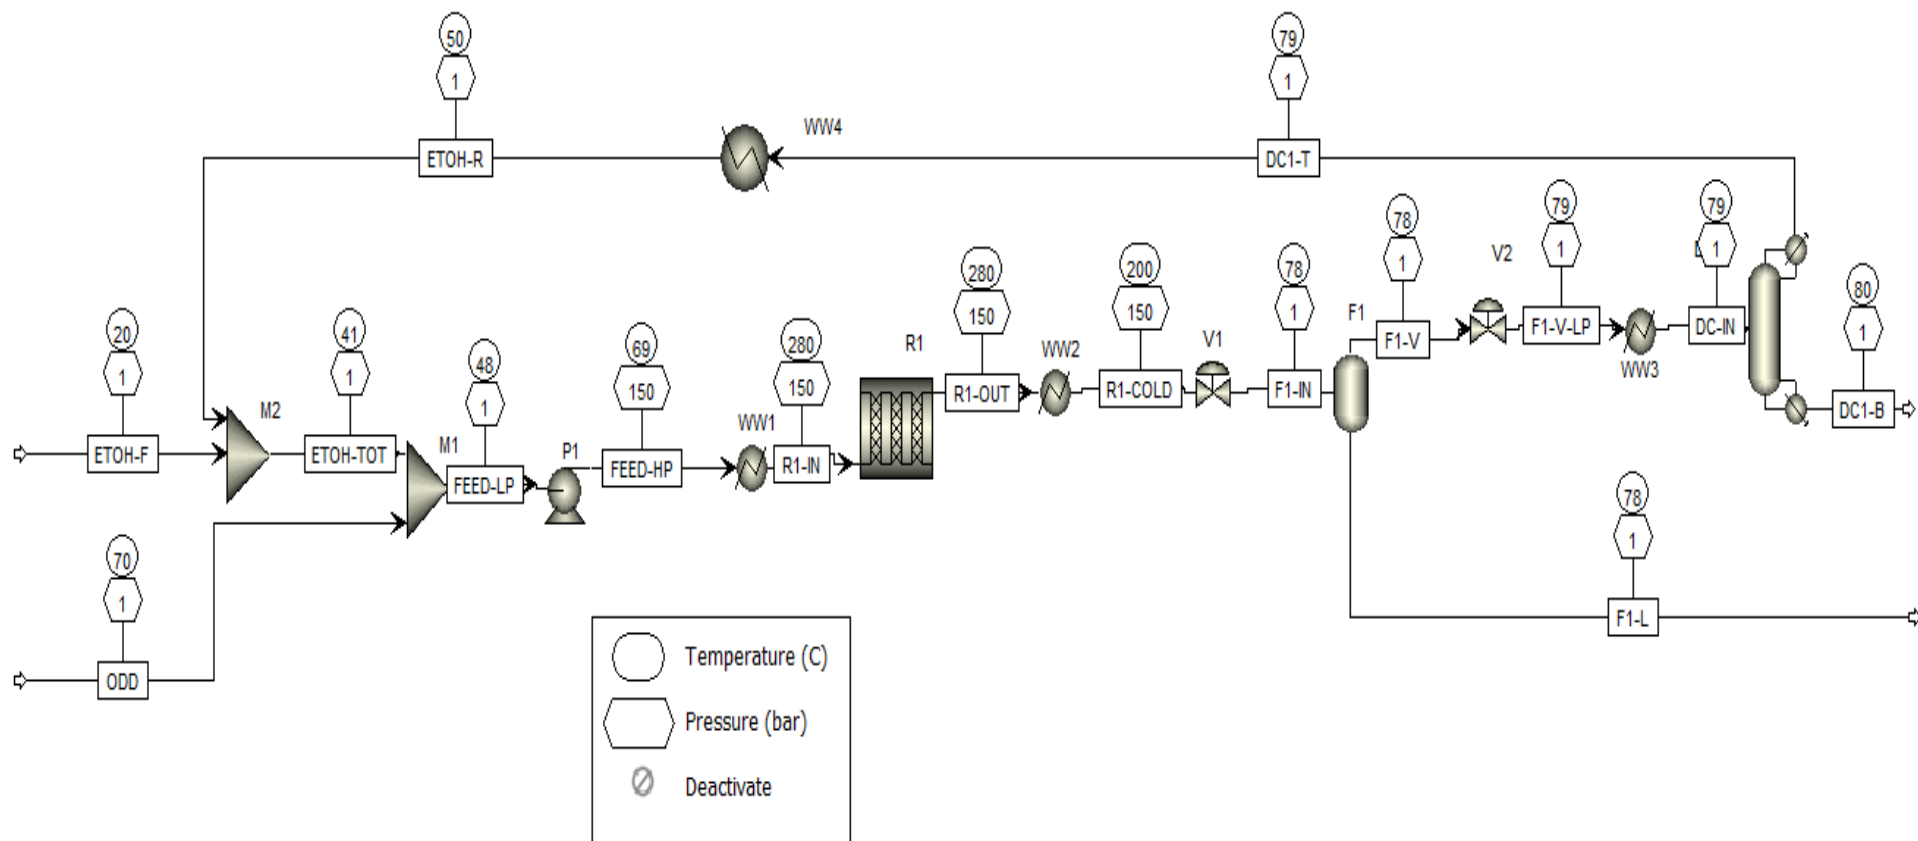 50
1
ETOH-R
WW4
79
1
DC1-T
20
1
ETOH-F
M2
41
1
ETOH-TOT
M1
48
1
FEED-LP
P1
69
150
FEED-HP
WW1
280
150
R1-IN
R1
280
150
R1-OUT
WW2
200
150
R1-COLD
V1
78
1
F1-IN
F1
78
1
F1-V
V2
79
1
F1-V-LP
WW3
79
1
DC-IN
80
1
DC1-B
70
1
ODD
78
1
F1-L
Temperature (C)
Pressure (bar)
Deactivate